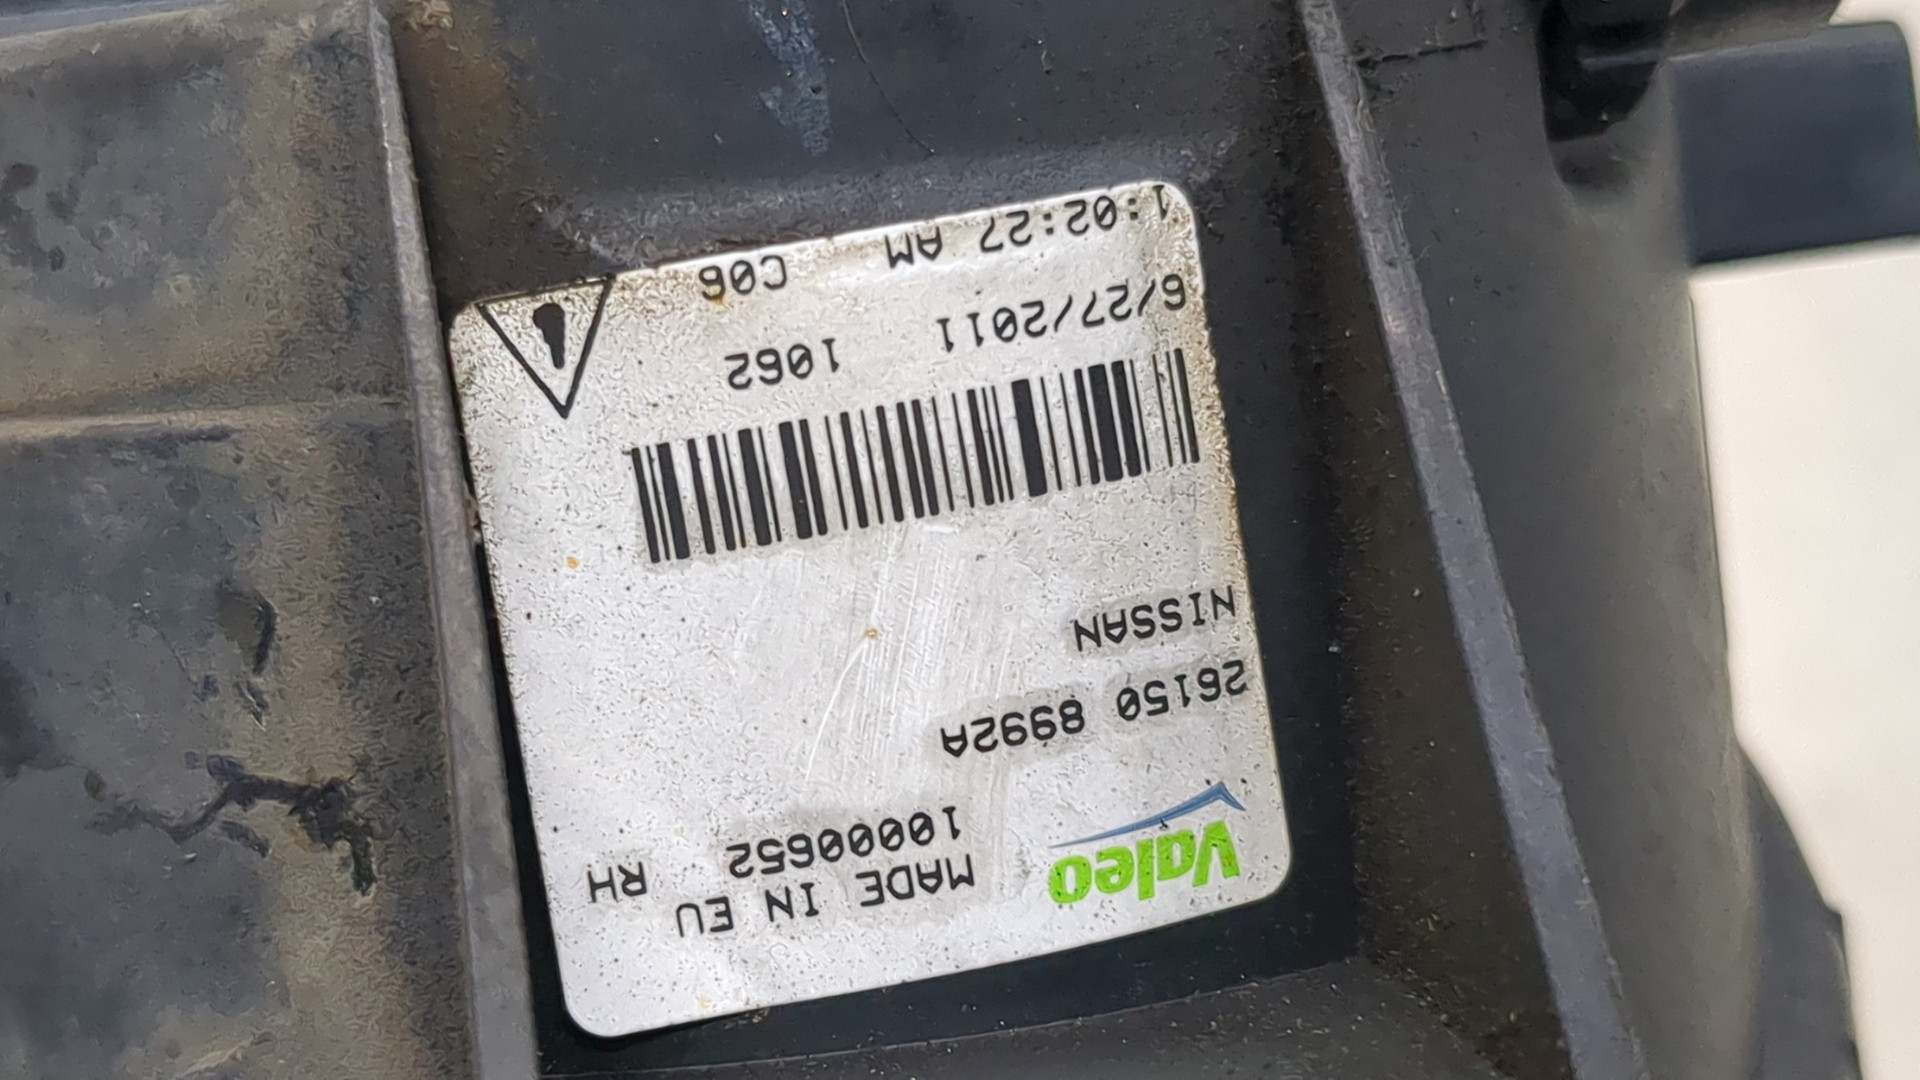 MADE IN EU
Valeo 10000652 RH
26150 8992A
NISSAN
6/27/2011 1062
1:02:27 AM C06